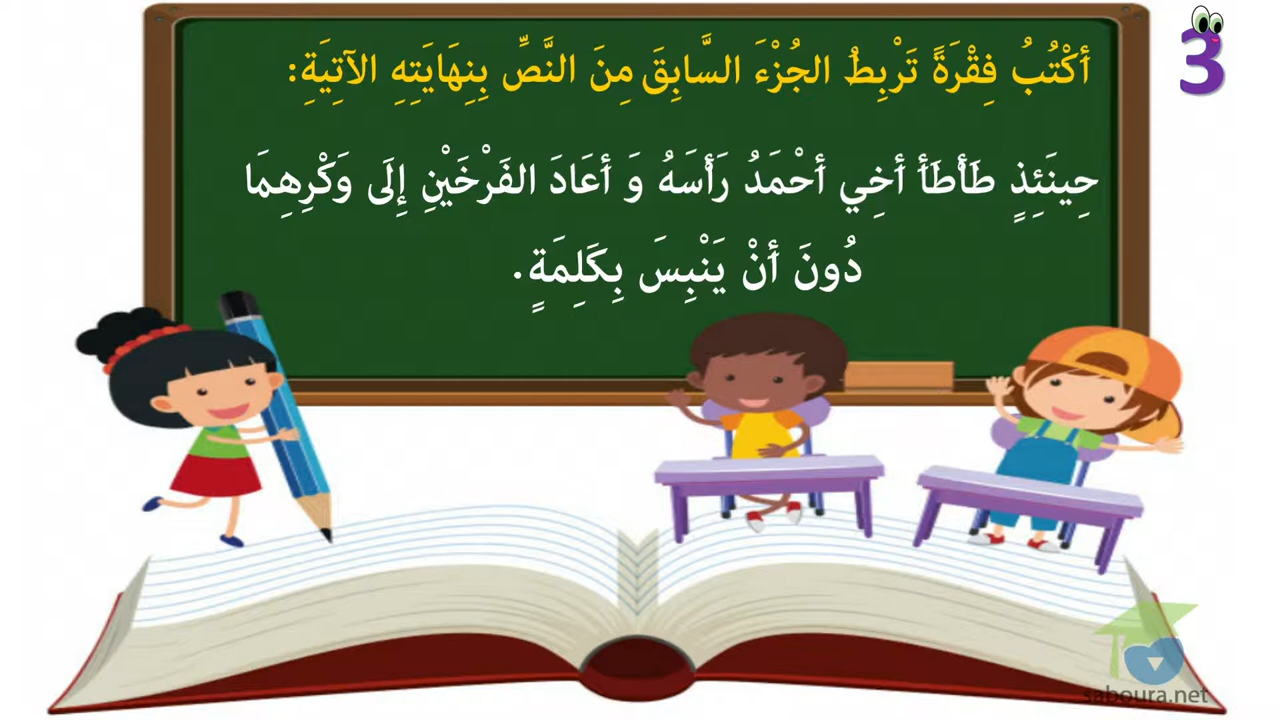 3
أَكْتُبُ فِقْرَةً تَرْبِطُ الجُزْءَ السَّابِقَ مِنَ النَّصِّ بِنِهَايَتِهِ الآتِيَةِ:
حِينَئِذٍ طَأْطَأَ أَخِي أَحْمَدُ رَأْسَهُ وَ أَعَادَ الفَرْخَيْنِ إِلَى وَكْرِهِمَا
دُونَ أَنْ يَنْبِسَ بِكَلِمَةٍ.
saboura.net